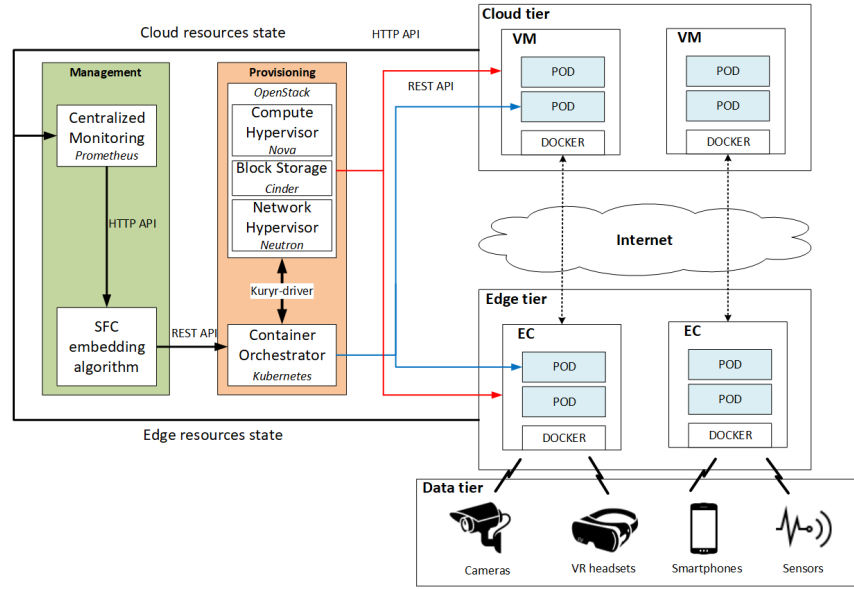 Cloud resources state
HTTP API
Cloud tier
Management
Provisioning
OpenStack
Centralized
Monitoring
Prometheus
HTTP API
SFC
embedding
algorithm
REST API
Compute
Hypervisor
Nova
Block Storage
Cinder
Network
Hypervisor
Neutron
Kuryr-driver
Container
Orchestrator
Kubernetes
REST API
VM
POD
POD
DOCKER
VM
POD
POD
DOCKER
Internet
Edge tier
EC
POD
POD
DOCKER
EC
POD
POD
DOCKER
Edge resources state
Data tier
Cameras
VR headsets
Smartphones
Sensors